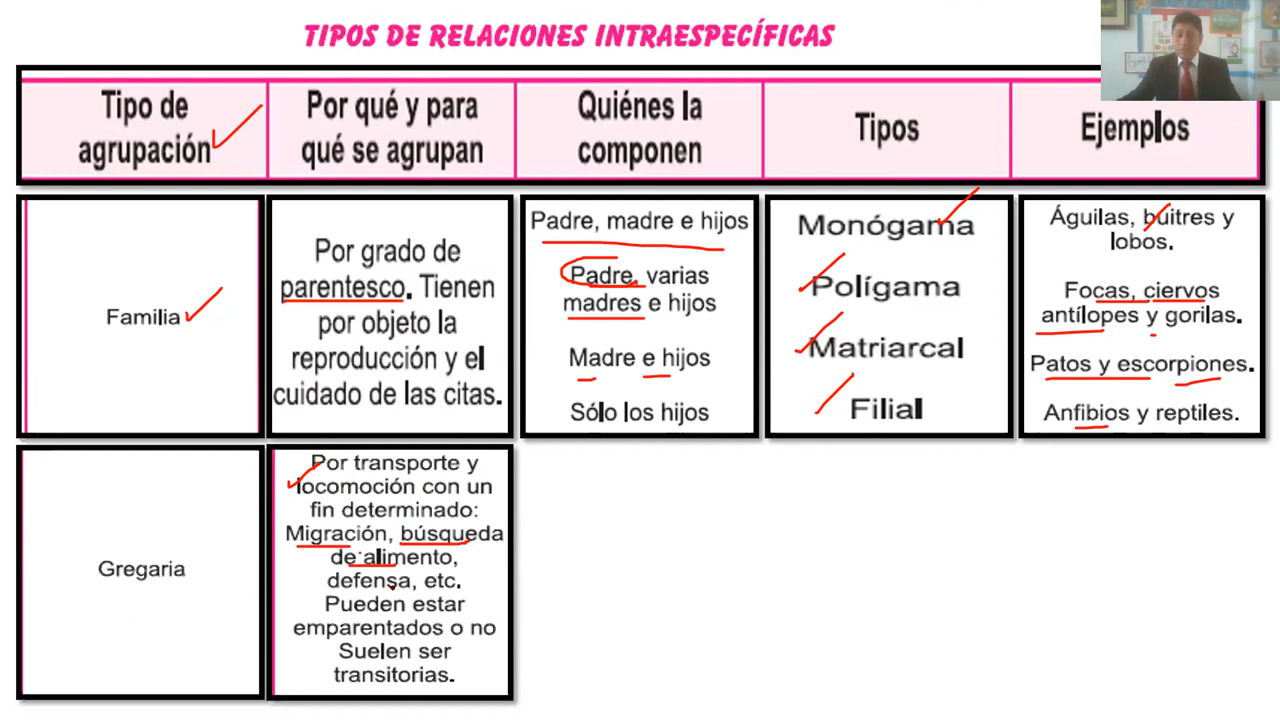 TIPOS DE RELACIONES INTRAESPECÍFICAS
Tipo de
agrupación
Por qué y para
qué se agrupan
Quiénes la
componen
Tipos
Ejemplos
Familia
Por grado de
parentesco. Tienen
por objeto la
reproducción y el
cuidado de las citas.
Padre, madre e hijos
Padre, varias
madres e hijos
Madre e hijos
Sólo los hijos
Monógama
Polígama
Matriarcal
Filial
Águilas, buitres y
lobos.
Focas, ciervos
antílopes y gorilas.
Patos y escorpiones.
Anfibios y reptiles.
Gregaria
Por transporte y
locomoción con un
fin determinado:
Migración, búsqueda
de alimento,
defensa, etc.
Pueden estar
emparentados o no
Suelen ser
transitorias.